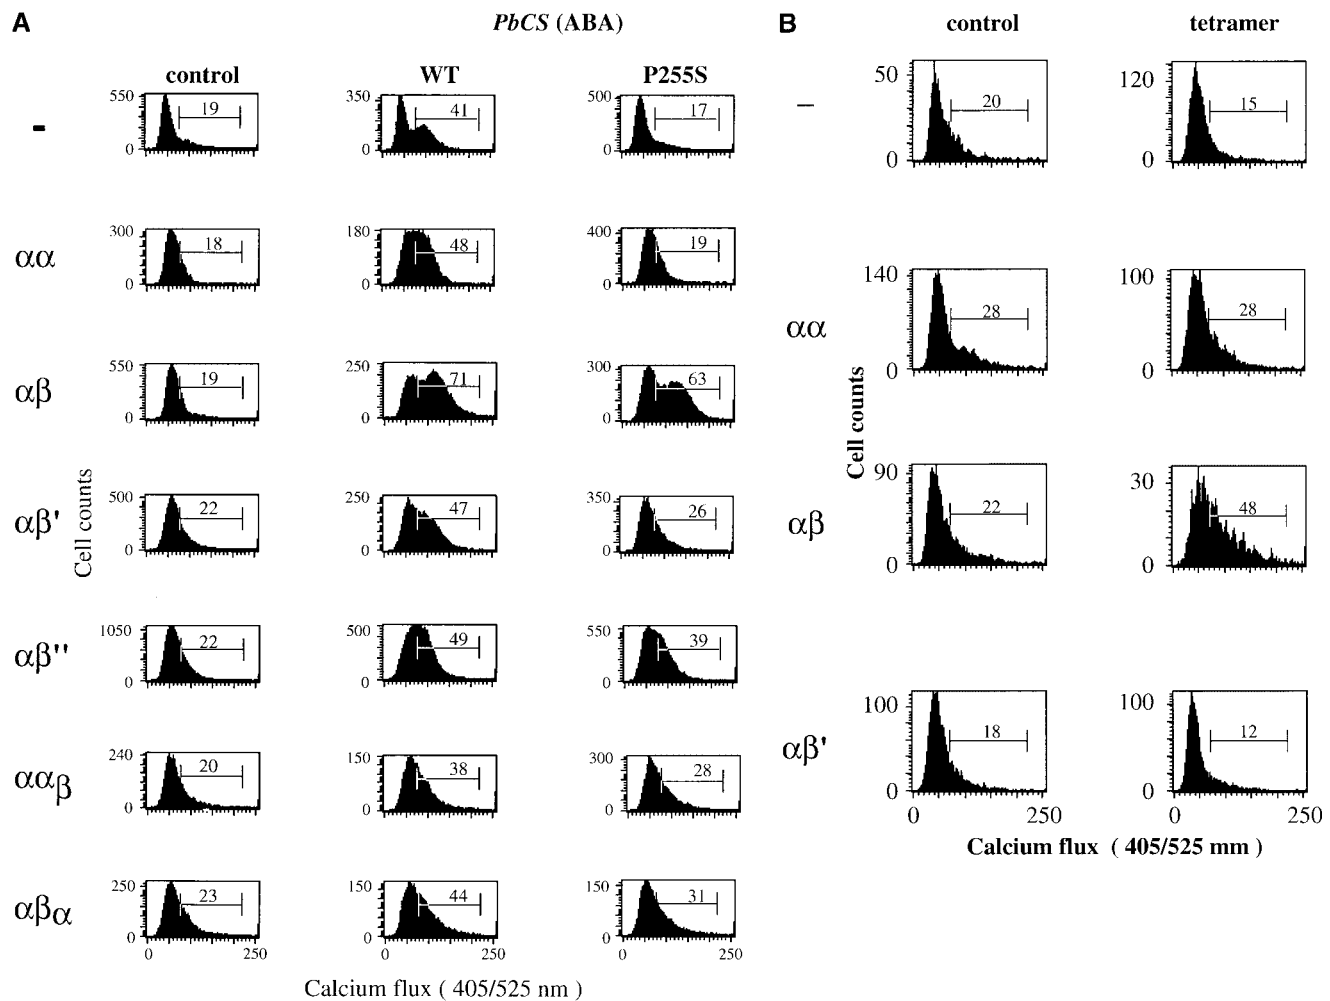 A
PbCS (ABA)
control WT P255S
-
550 0 19
350 0 41
500 0 17
αα
300 0 18
180 0 48
400 0 19
αβ
550 0 19
250 0 71
300 0 63
αβ'
Cell counts
500 0 22
250 0 47
350 0 26
αβ''
1050 0 22
500 0 49
550 0 39
ααβ
240 0 20
150 0 38
300 0 28
αβα
250 0 23
150 0 44
150 0 31
0 250 0 250 0 250
Calcium flux ( 405/525 nm )
B
control tetramer
–
50 0 20
120 0 15
αα
140 0 28
100 0 28
Cell counts
αβ
90 0 22
30 0 48
αβ'
100 0 18
100 0 12
0 250 0 250
Calcium flux ( 405/525 mm )